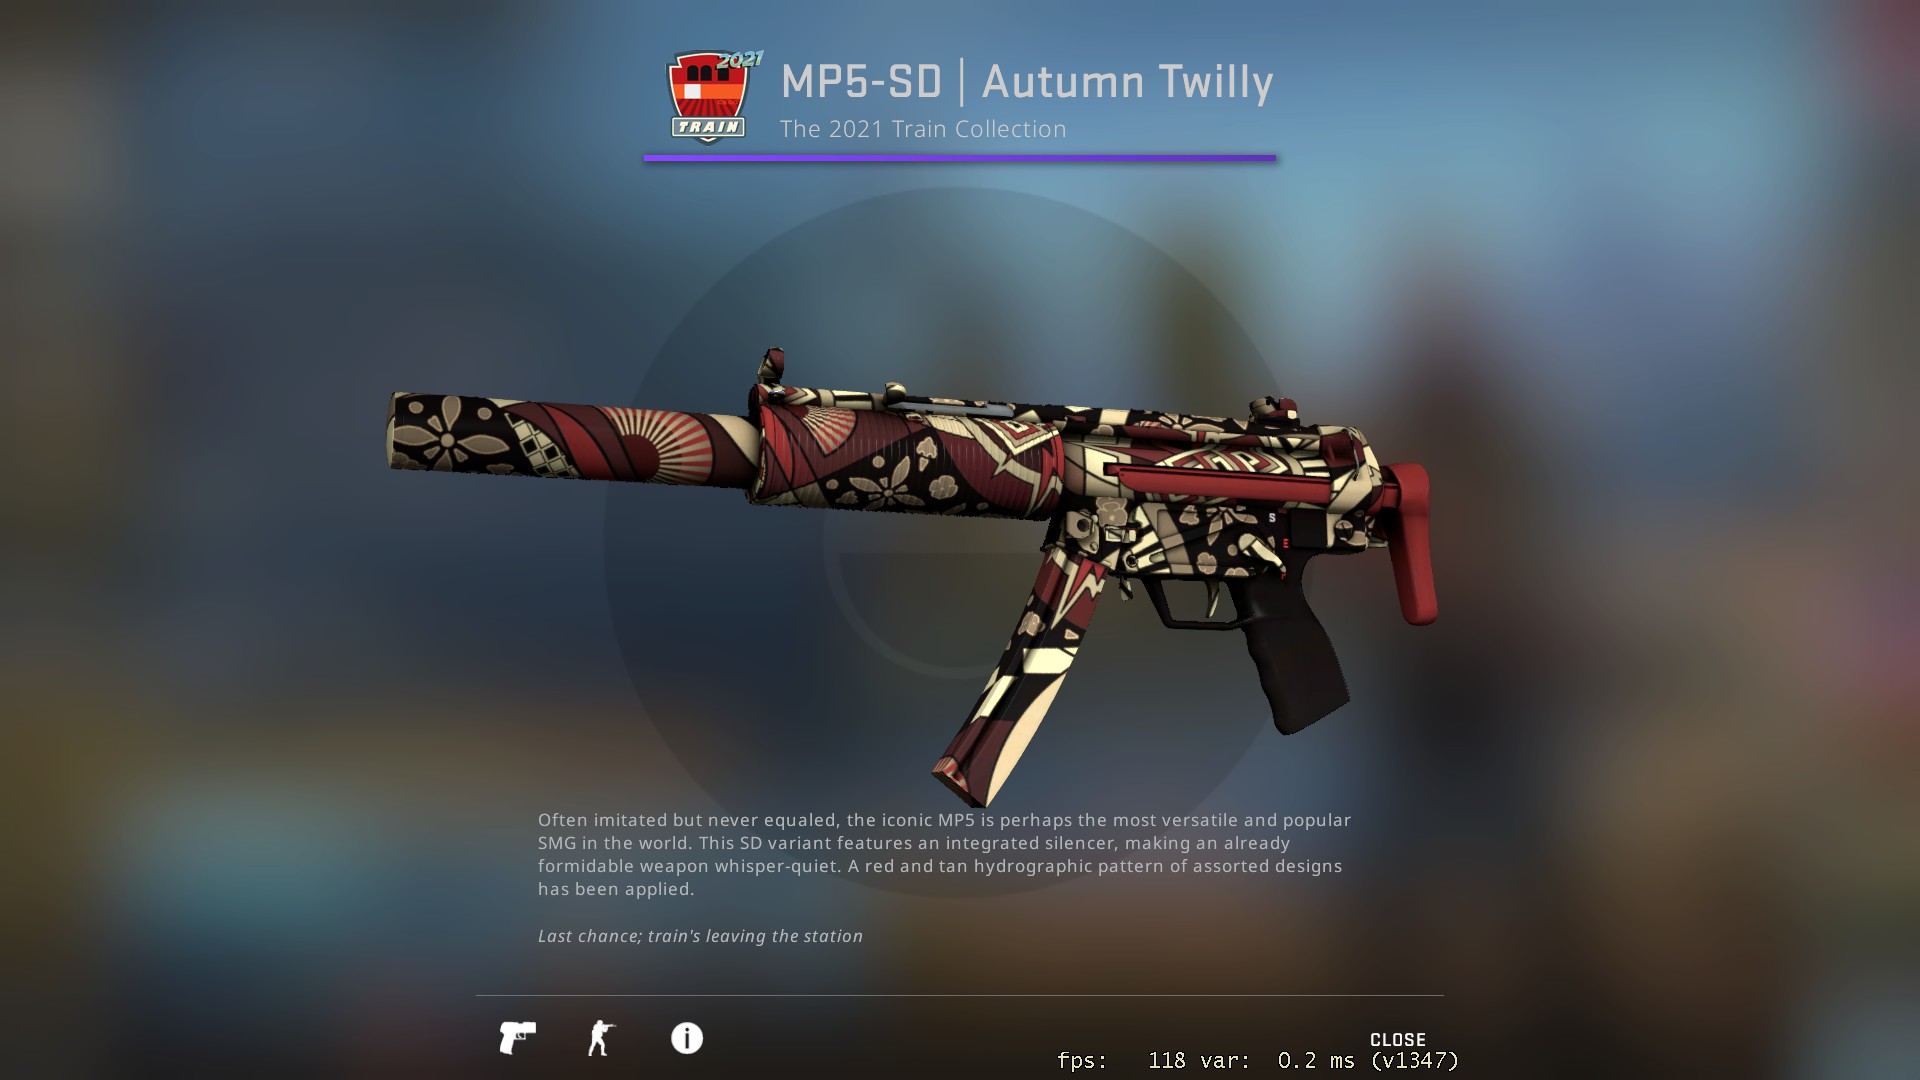 2021
TRAIN
MP5-SD | Autumn Twilly
The 2021 Train Collection
S
E
Often imitated but never equaled, the iconic MP5 is perhaps the most versatile and popular
SMG in the world. This SD variant features an integrated silencer, making an already
formidable weapon whisper-quiet. A red and tan hydrographic pattern of assorted designs
has been applied.
Last chance; train's leaving the station
CLOSE
fps: 118 var: 0.2 ms (v1347)